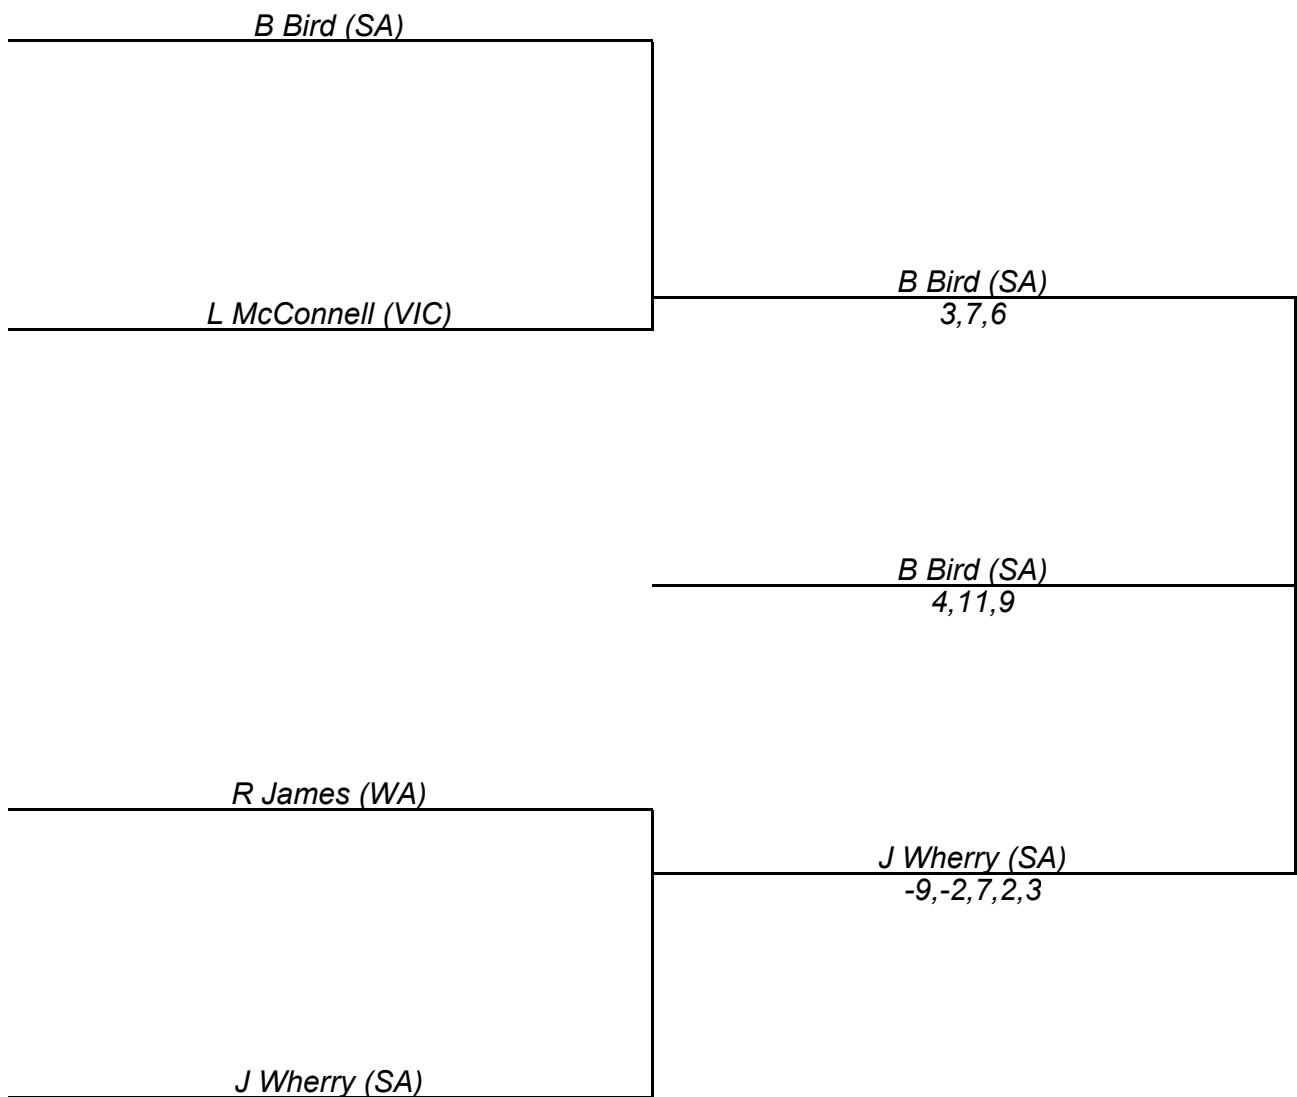 B Bird (SA)
L McConnell (VIC)
B Bird (SA)
3,7,6
B Bird (SA)
4,11,9
R James (WA)
J Wherry (SA)
-9,-2,7,2,3
J Wherry (SA)